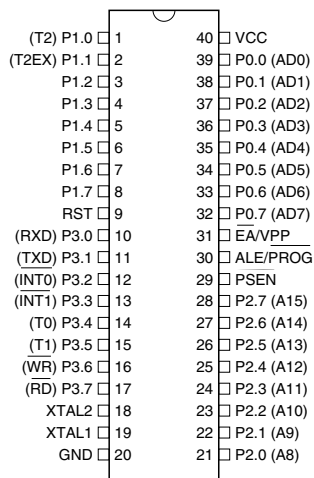 (T2) P1.0 1 40 VCC
(T2EX) P1.1 2 39 P0.0 (AD0)
P1.2 3 38 P0.1 (AD1)
P1.3 4 37 P0.2 (AD2)
P1.4 5 36 P0.3 (AD3)
P1.5 6 35 P0.4 (AD4)
P1.6 7 34 P0.5 (AD5)
P1.7 8 33 P0.6 (AD6)
RST 9 32 P0.7 (AD7)
(RXD) P3.0 10 31 E̅A̅/VPP
(TXD) P3.1 11 30 ALE/P̅R̅O̅G̅
(I̅N̅T̅0̅) P3.2 12 29 P̅S̅E̅N̅
(I̅N̅T̅1̅) P3.3 13 28 P2.7 (A15)
(T0) P3.4 14 27 P2.6 (A14)
(T1) P3.5 15 26 P2.5 (A13)
(W̅R̅) P3.6 16 25 P2.4 (A12)
(R̅D̅) P3.7 17 24 P2.3 (A11)
XTAL2 18 23 P2.2 (A10)
XTAL1 19 22 P2.1 (A9)
GND 20 21 P2.0 (A8)